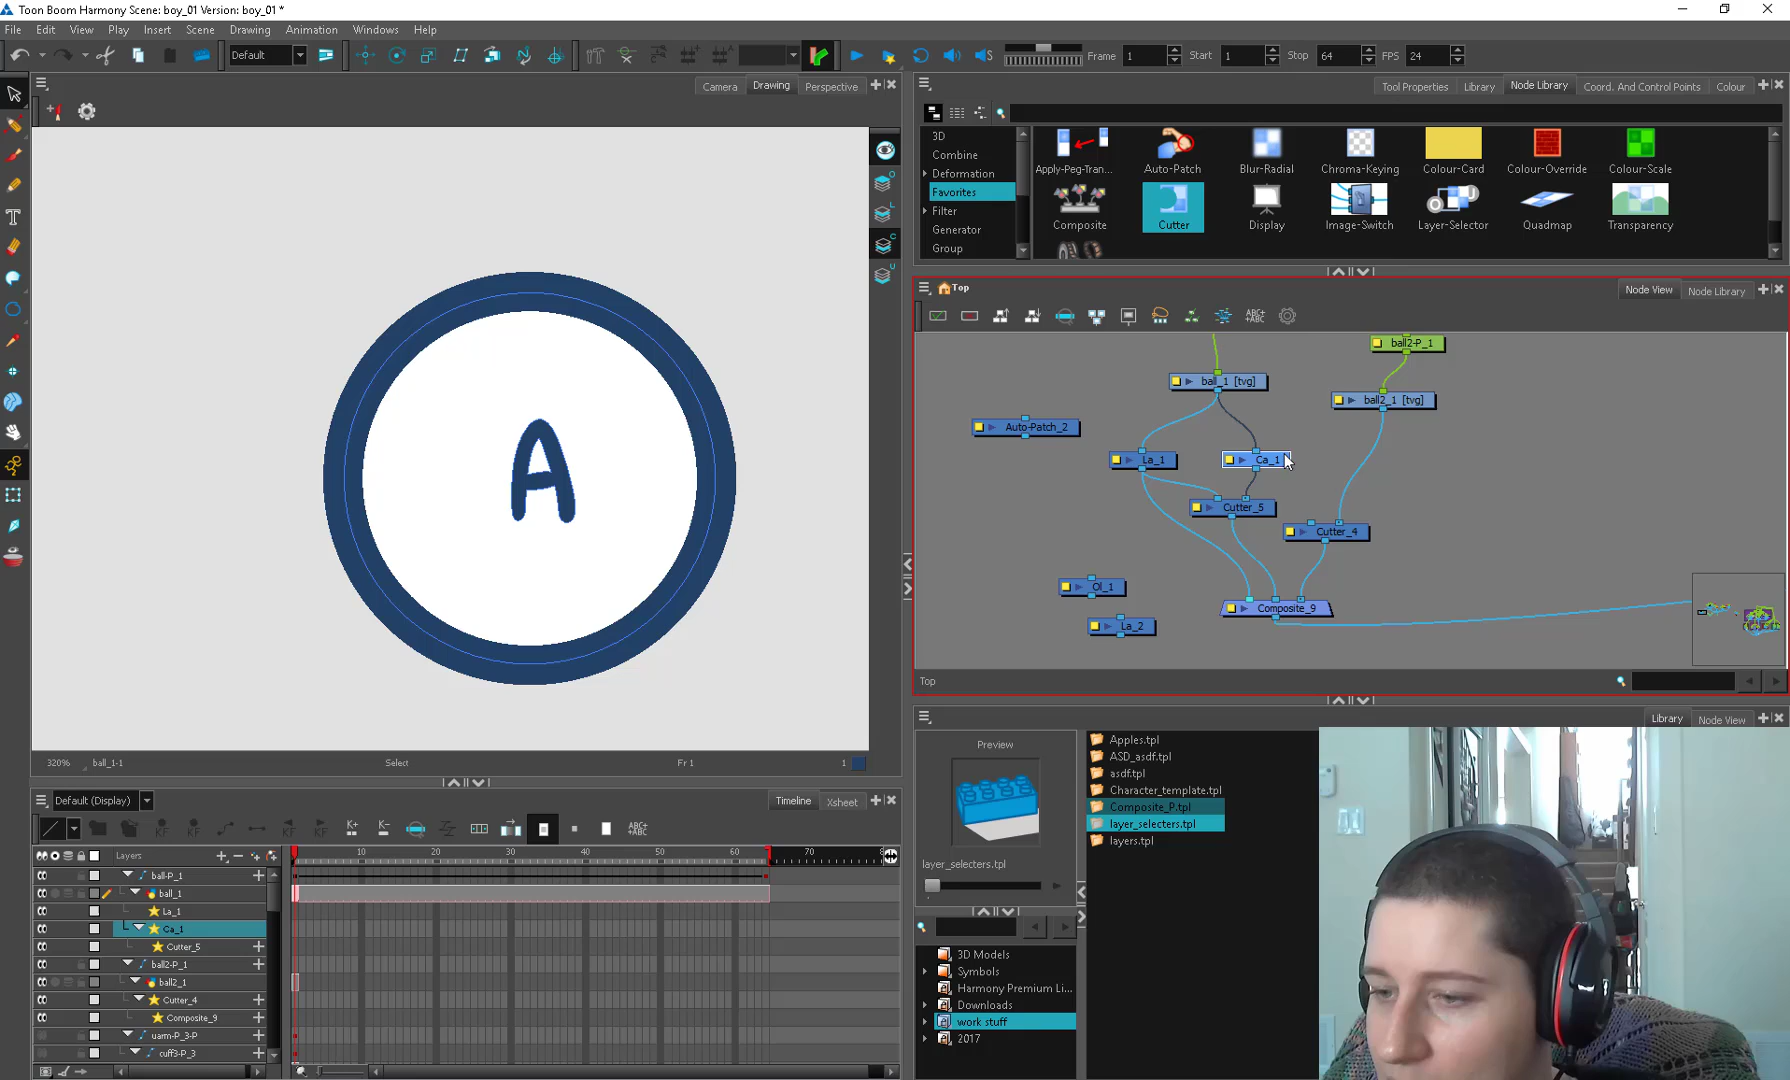 Toon Boom Harmony Scene: boy_01 Version: boy_01 *
File Edit View Play Insert Scene Drawing Animation Windows Help
Default
Frame 1 Start 1 Stop 64 FPS 24
Camera Drawing Perspective
Tool Properties Library Node Library Coord. And Control Points Colour
3D
Combine
Deformation
Favorites
Filter
Generator
Group
Apply-Peg-Tran... Auto-Patch Blur-Radial Chroma-Keying Colour-Card Colour-Override Colour-Scale
Composite Cutter Display Image-Switch Layer-Selector Quadmap Transparency
Top
Node View Node Library
ABC+ABC
ball2-P_1
ball_1 [tvg]
ball2_1 [tvg]
Auto-Patch_2
La_1
Ca_1
Cutter_5
Cutter_4
Ol_1
Composite_9
La_2
Top
A
320% ball_1-1 Select Fr 1 1
Default (Display)
Timeline Xsheet
K+ K- ABC+ABC
Layers
10 20 30 40 50 60 70
ball-P_1
ball_1
La_1
Ca_1
Cutter_5
ball2-P_1
ball2_1
Cutter_4
Composite_9
uarm-P_3-P
cuff3-P_3
Library Node View
Preview
layer_selecters.tpl
Apples.tpl
ASD_asdf.tpl
asdf.tpl
Character_template.tpl
Composite_P.tpl
layer_selecters.tpl
layers.tpl
3D Models
Symbols
Harmony Premium Li...
Downloads
work stuff
2017